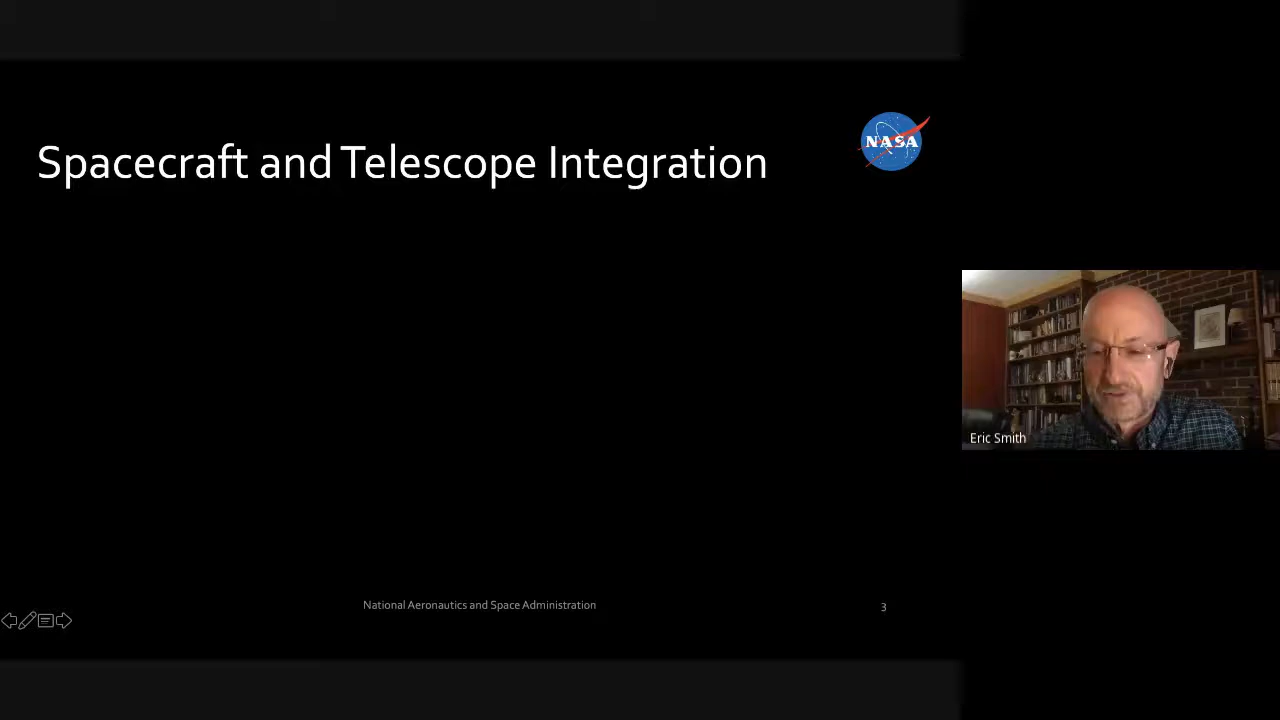 Spacecraft and Telescope Integration
NASA
Eric Smith
National Aeronautics and Space Administration
3